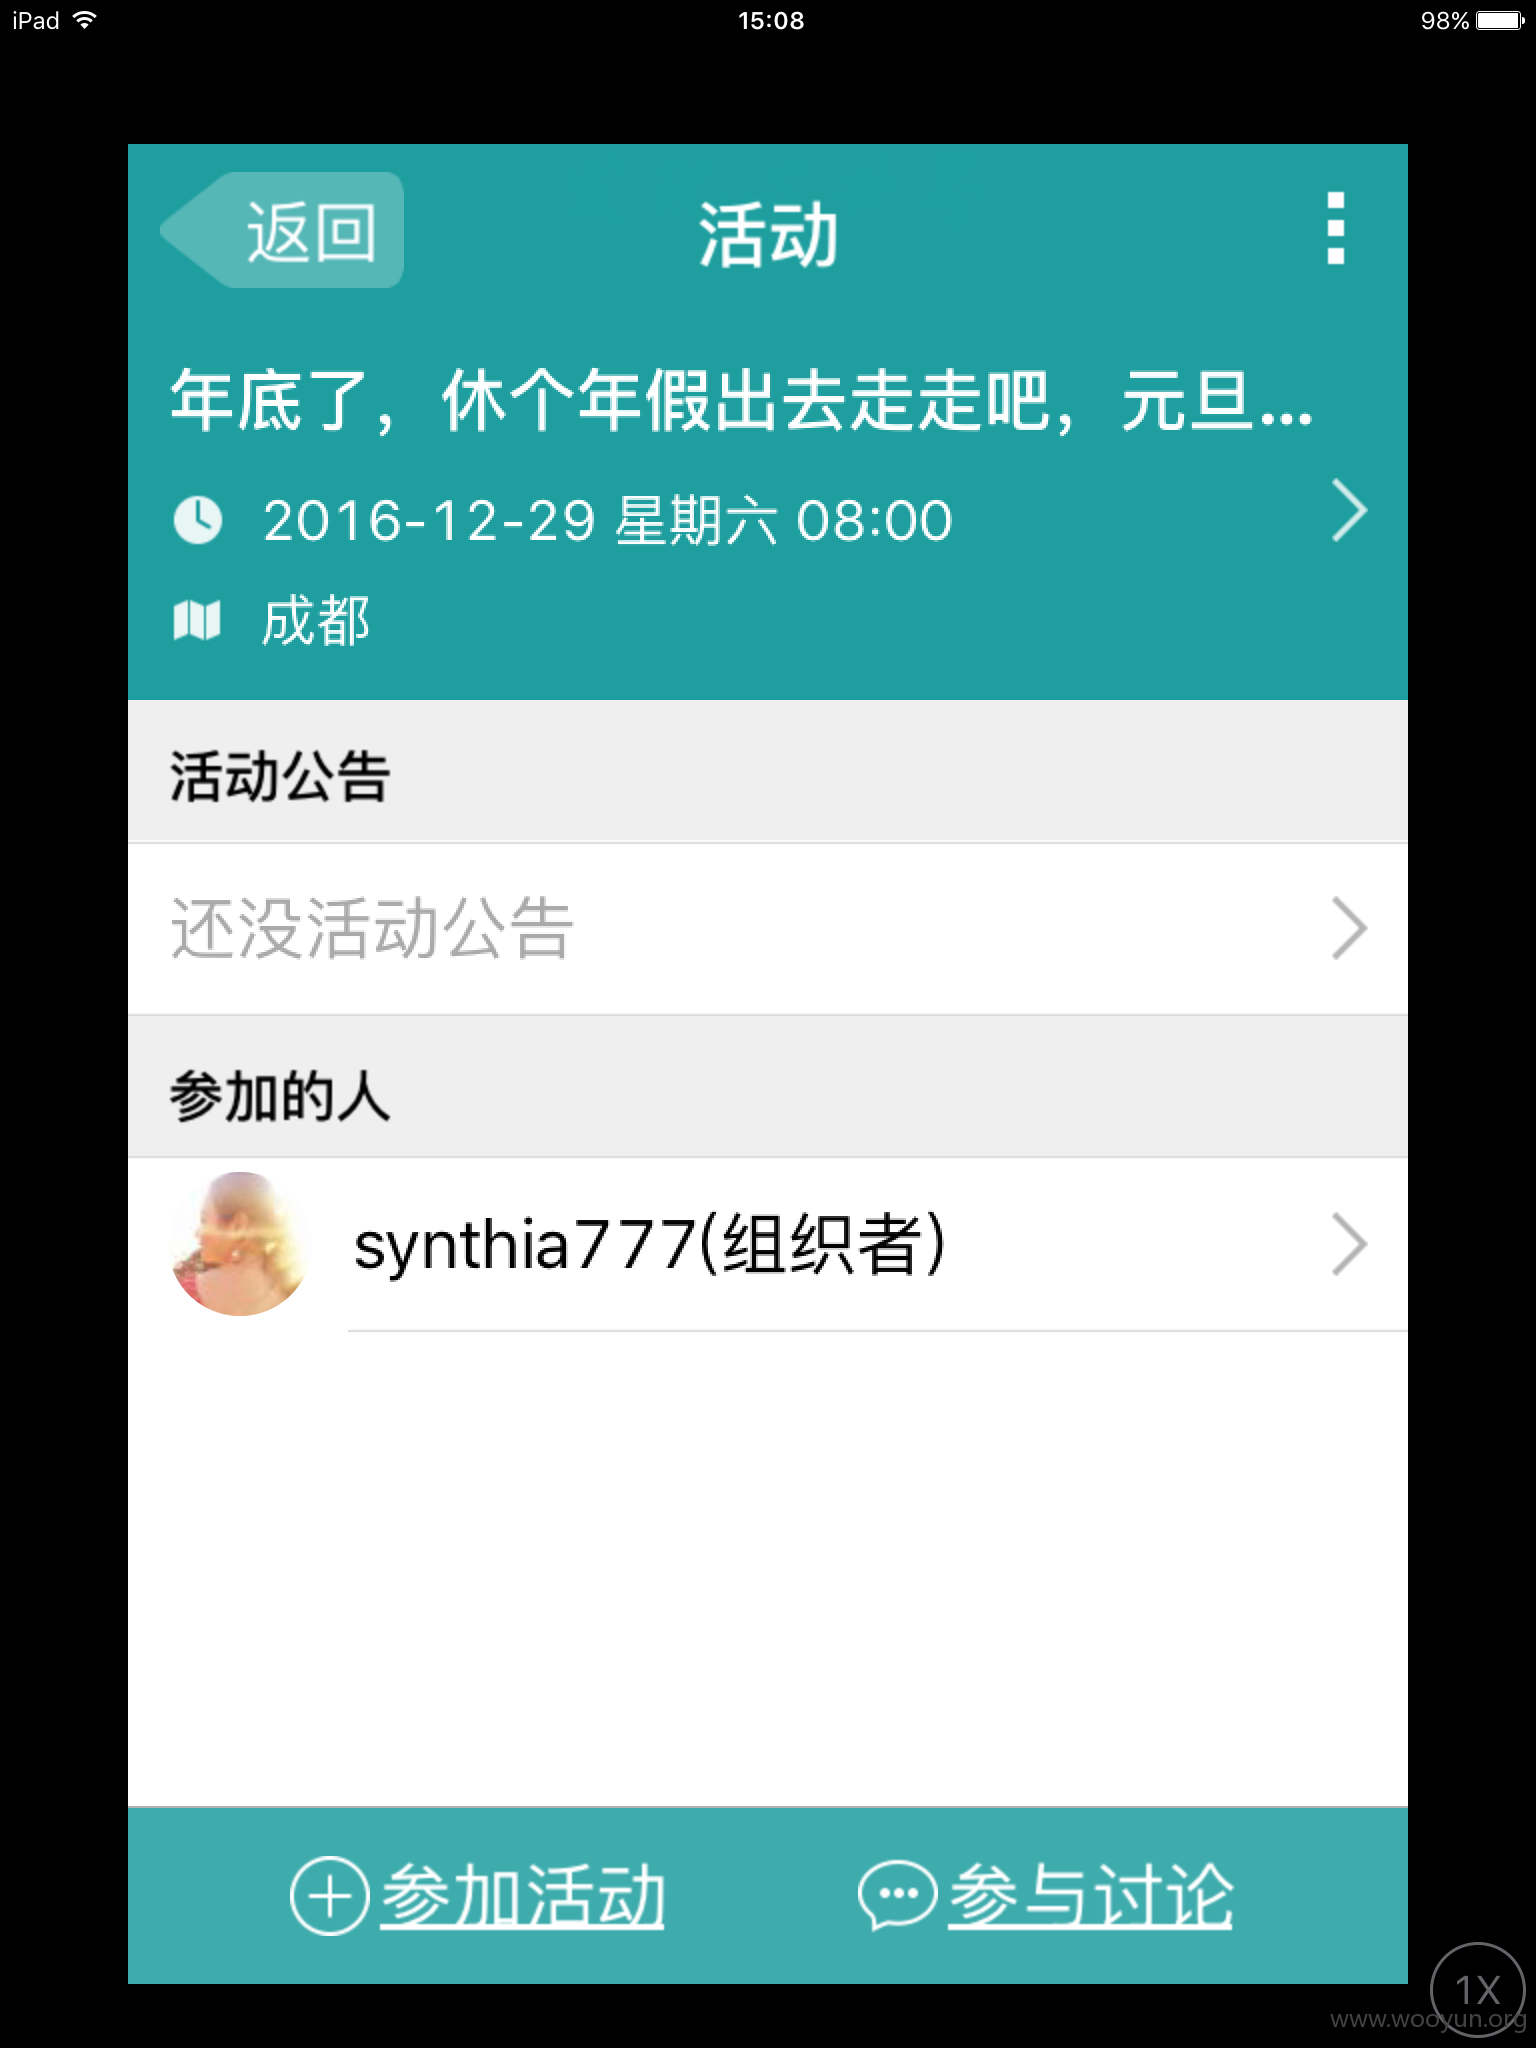 iPad 15:08 98%
返回 活动
年底了，休个年假出去走走吧，元旦...
2016-12-29 星期六 08:00
成都
活动公告
还没活动公告
参加的人
synthia777(组织者)
参加活动 参与讨论
1X
www.wooyun.org